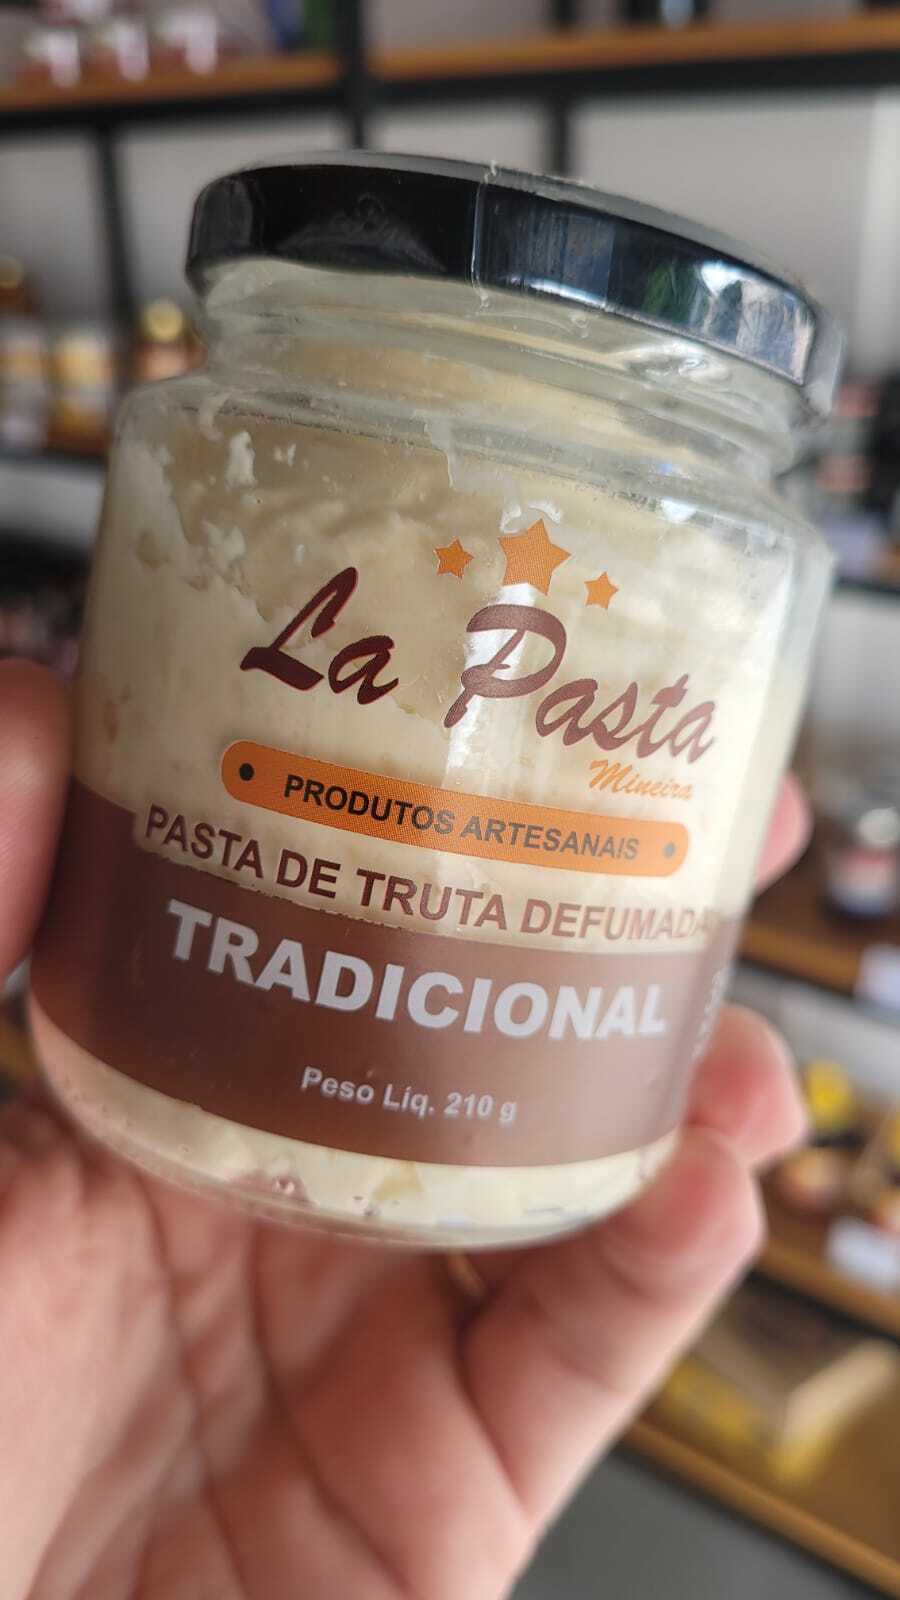 La Pasta
Mineira
PRODUTOS ARTESANAIS
PASTA DE TRUTA DEFUMADA
TRADICIONAL
Peso Líq. 210 g